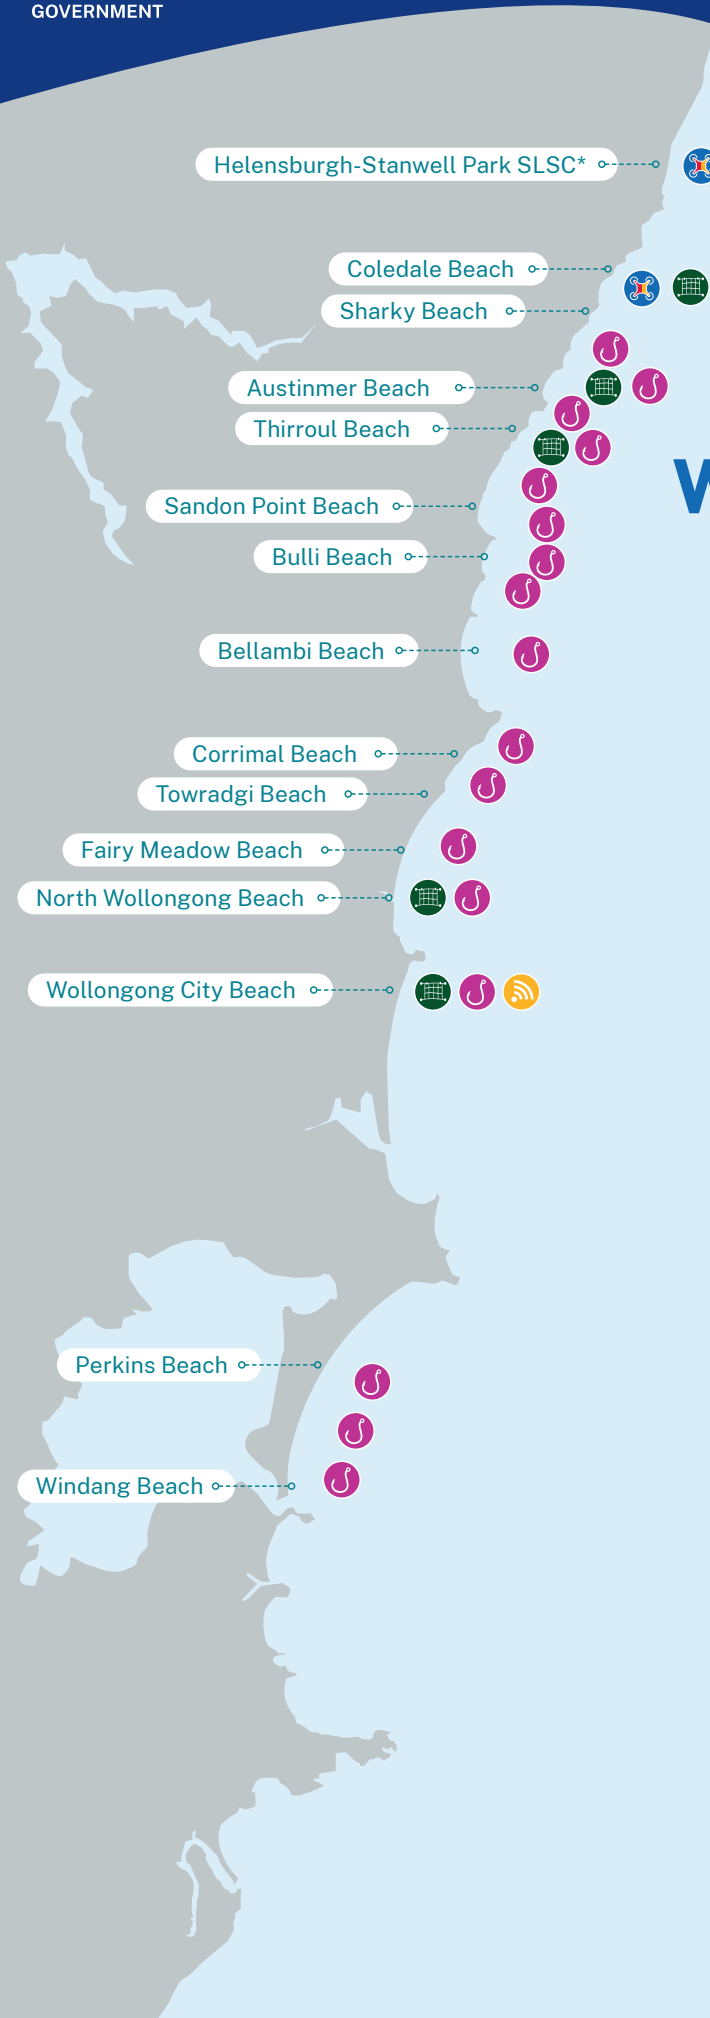 GOVERNMENT
Helensburgh-Stanwell Park SLSC*
Coledale Beach
Sharky Beach
Austinmer Beach
Thirroul Beach
Sandon Point Beach
Bulli Beach
Bellambi Beach
Corrimal Beach
Towradgi Beach
Fairy Meadow Beach
North Wollongong Beach
Wollongong City Beach
Perkins Beach
Windang Beach